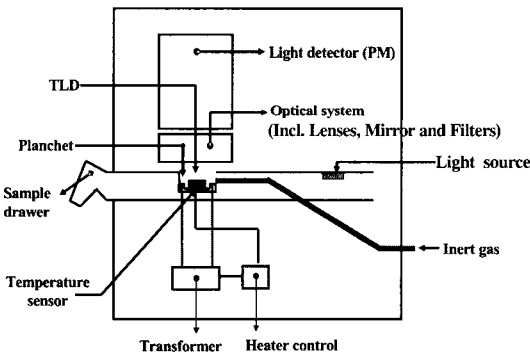 Light detector (PM)
TLD
Optical system
(Incl. Lenses, Mirror and Filters)
Planchet
Light source
Sample
drawer
Inert gas
Temperature
sensor
Transformer
Heater control